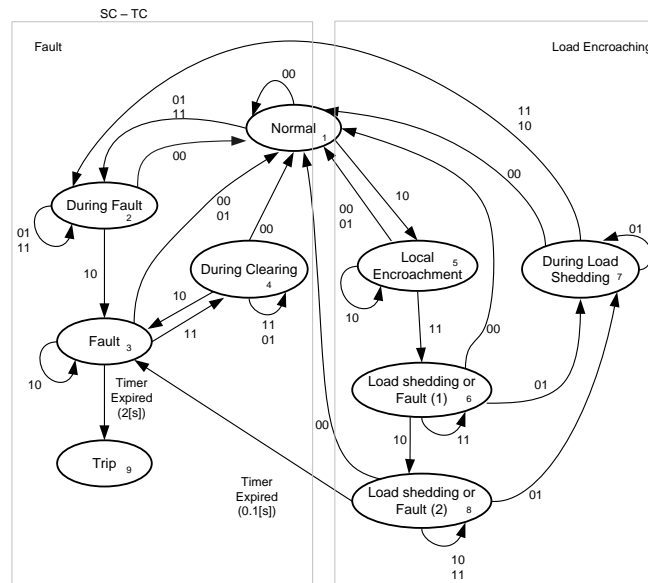 SC – TC
Fault
Load Encroaching
00
Normal 1
01
11
11
10
00
00
10
During Fault 2
00
01
00
01
01
11
00
Local
Encroachment 5
During Load
Shedding 7
01
During Clearing 4
10
10
10
11
11
01
11
00
Fault 3
10
Timer
Expired
(2[s])
Load shedding or
Fault (1) 6
01
11
00
10
Trip 9
Timer
Expired
(0.1[s])
Load shedding or
Fault (2) 8
01
10
11